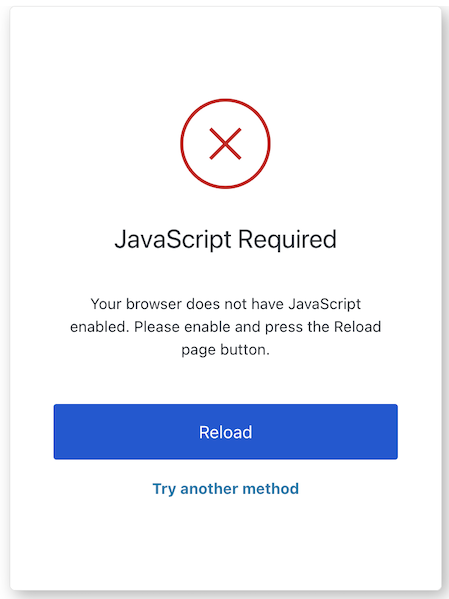 JavaScript Required
Your browser does not have JavaScript
enabled. Please enable and press the Reload
page button.
Reload
Try another method